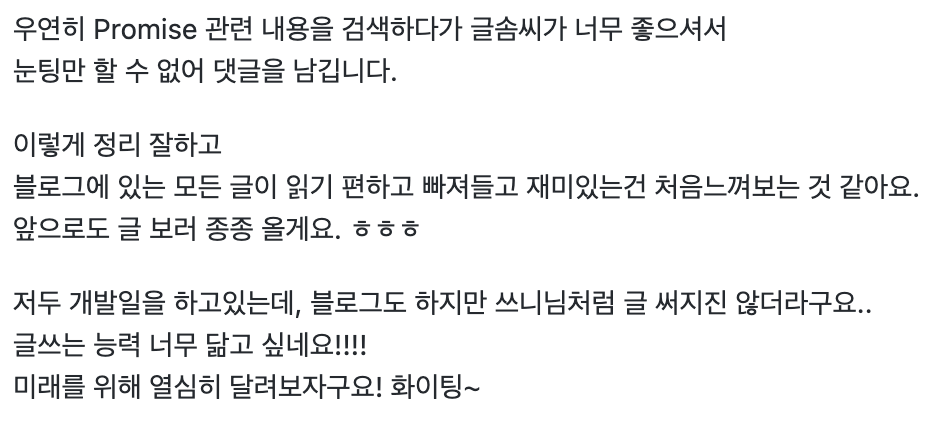 우연히 Promise 관련 내용을 검색하다가 글솜씨가 너무 좋으셔서
눈팅만 할 수 없어 댓글을 남깁니다.
이렇게 정리 잘하고
블로그에 있는 모든 글이 읽기 편하고 빠져들고 재미있는건 처음느껴보는 것 같아요.
앞으로도 글 보러 종종 올게요. ㅎㅎㅎ
저두 개발일을 하고있는데, 블로그도 하지만 쓰니님처럼 글 써지진 않더라구요..
글쓰는 능력 너무 닮고 싶네요!!!!
미래를 위해 열심히 달려보자구요! 화이팅~